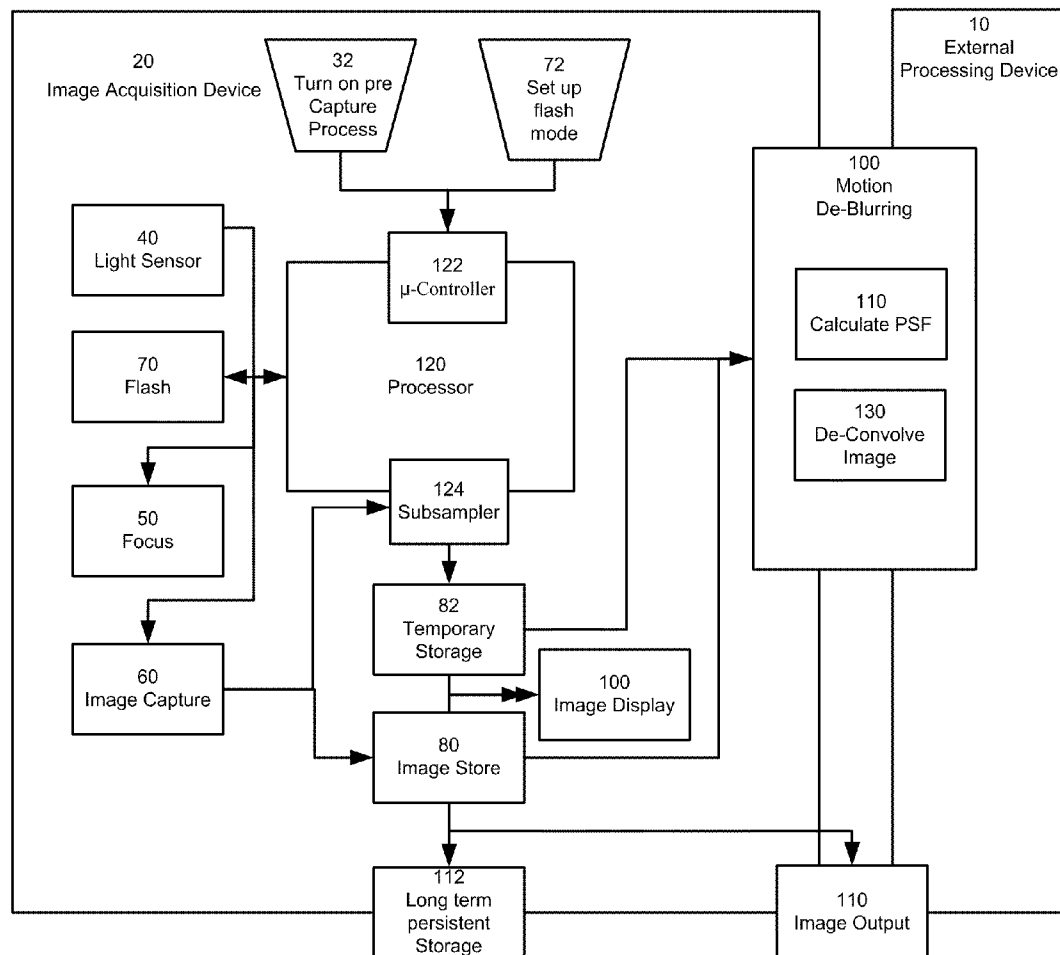 20
Image Acquisition Device
32
Turn on pre
Capture
Process
72
Set up
flash
mode
10
External
Processing Device
100
Motion
De-Blurring
40
Light Sensor
122
μ-Controller
110
Calculate PSF
70
Flash
120
Processor
130
De-Convolve
Image
50
Focus
124
Subsampler
82
Temporary
Storage
60
Image Capture
100
Image Display
80
Image Store
112
Long term
persistent
Storage
110
Image Output